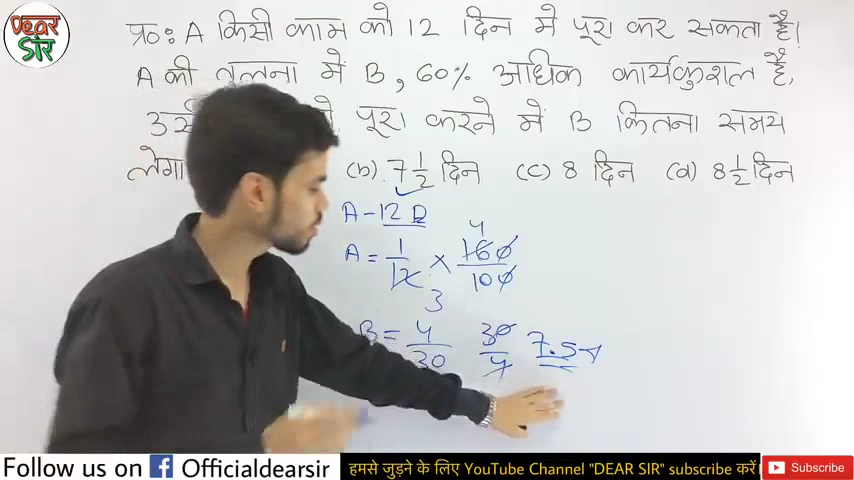 DEAR SIR
प्र०: A किसी काम को 12 दिन में पूरा कर सकता है।
A की तुलना में B, 60% अधिक कार्यकुशल है,
पूरा करने में B कितना समय
लेगा (b) 7 1/2 दिन (c) 8 दिन (d) 8 1/2 दिन
A - 12 D
4
A = 1/12 × 160/100
3
B = 4/30 30/4 7.5
Follow us on f Officialdearsir हमसे जुड़ने के लिए YouTube Channel "DEAR SIR" subscribe करें। Subscribe